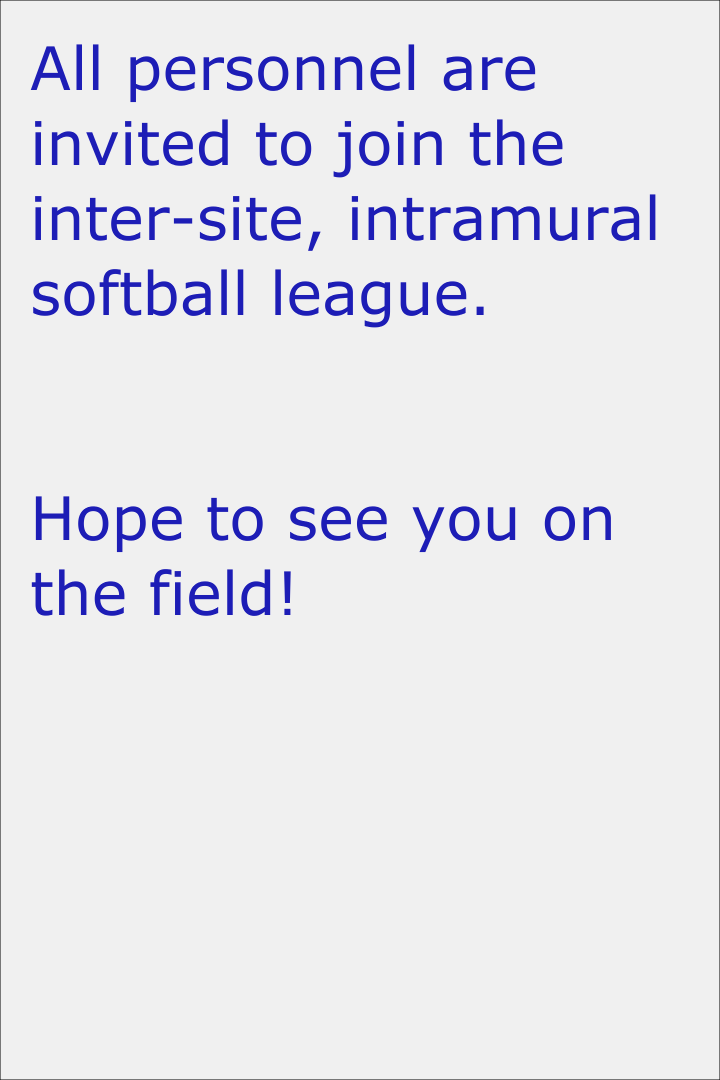 All personnel are
invited to join the
inter-site, intramural
softball league.
Hope to see you on
the field!